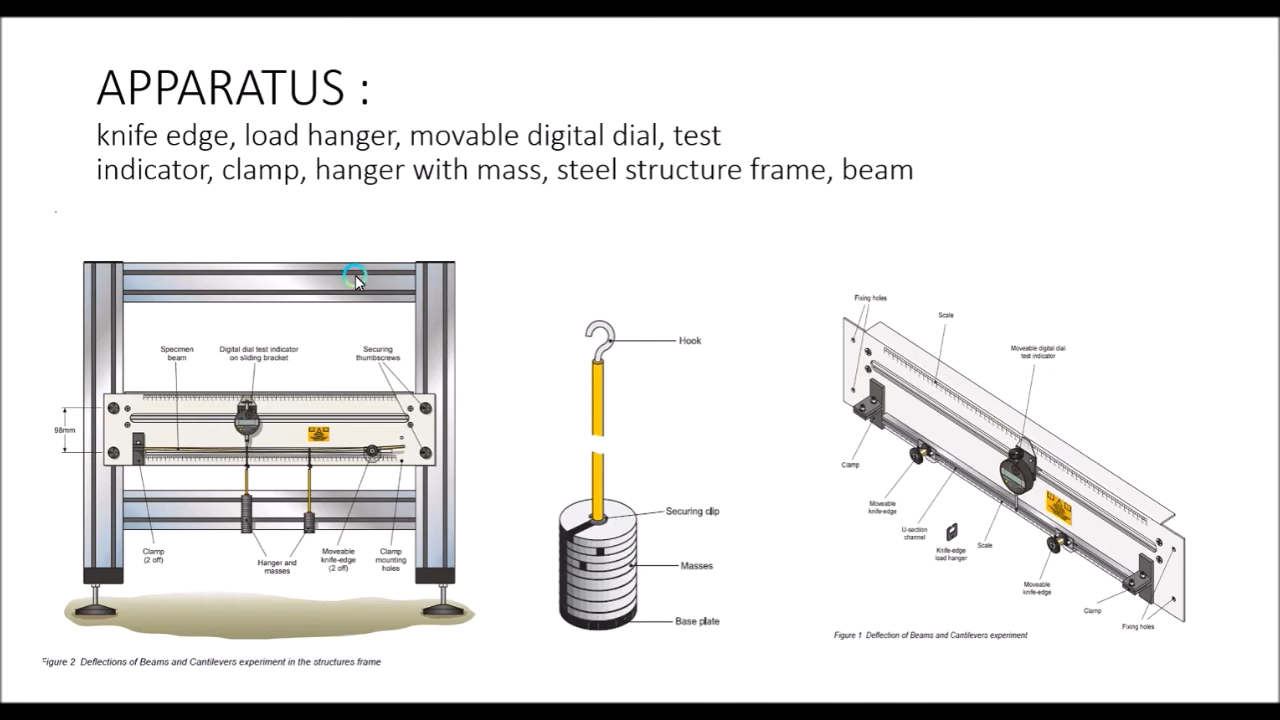 APPARATUS :
knife edge, load hanger, movable digital dial, test
indicator, clamp, hanger with mass, steel structure frame, beam
Specimen
beam
Digital dial test indicator
on sliding bracket
Securing
thumbscrews
98mm
Clamp
(2 off)
Hanger and
masses
Moveable
knife-edge
(2 off)
Clamp
mounting
holes
Figure 2 Deflections of Beams and Cantilevers experiment in the structures frame
Hook
Securing clip
Masses
Base plate
Fixing holes
Scale
Moveable digital dial
test indicator
Clamp
Moveable
knife-edge
U-section
channel
Knife-edge
load hanger
Scale
Moveable
knife-edge
Clamp
Fixing holes
Figure 1 Deflection of Beams and Cantilevers experiment